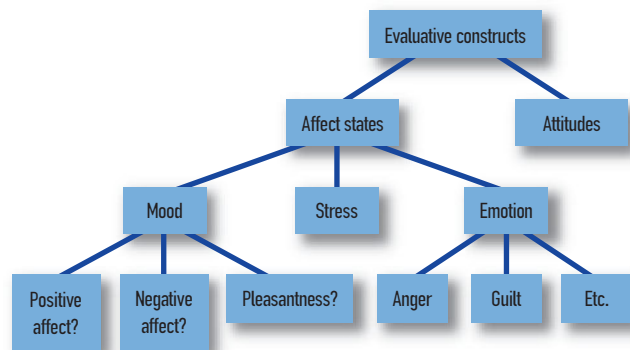 Evaluative constructs
Affect states
Attitudes
Mood
Stress
Emotion
Positive
affect?
Negative
affect?
Pleasantness?
Anger
Guilt
Etc.